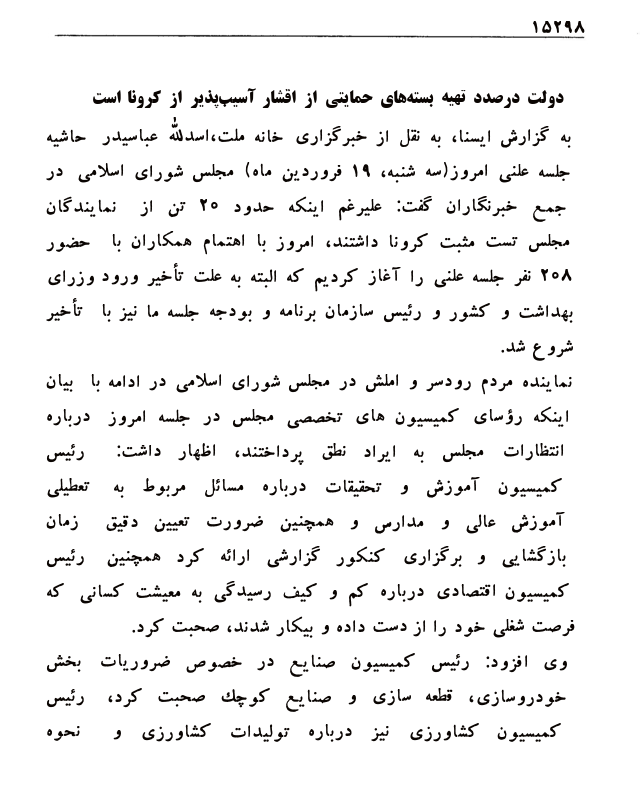 ۱۵۲۹۸
دولت درصدد تهیه بسته‌های حمایتی از اقشار آسیب‌پذیر از کرونا است
به گزارش ایسنا، به نقل از خبرگزاری خانه ملت،اسدالله عباسیدر حاشیه
جلسه علنی امروز(سه شنبه، ۱۹ فروردین ماه) مجلس شورای اسلامی در
جمع خبرنگاران گفت: علیرغم اینکه حدود ۲۵ تن از نمایندگان
مجلس تست مثبت کرونا داشتند، امروز با اهتمام همکاران با حضور
۲۰۸ نفر جلسه علنی را آغاز کردیم که البته به علت تأخیر ورود وزرای
بهداشت و کشور و رئیس سازمان برنامه و بودجه جلسه ما نیز با تأخیر
شروع شد.
نماینده مردم رودسر و املش در مجلس شورای اسلامی در ادامه با بیان
اینکه رؤسای کمیسیون های تخصصی مجلس در جلسه امروز درباره
انتظارات مجلس به ایراد نطق پرداختند، اظهار داشت: رئیس
کمیسیون آموزش و تحقیقات درباره مسائل مربوط به تعطیلی
آموزش عالی و مدارس و همچنین ضرورت تعیین دقیق زمان
بازگشایی و برگزاری کنکور گزارشی ارائه کرد همچنین رئیس
کمیسیون اقتصادی درباره کم و کیف رسیدگی به معیشت کسانی که
فرصت شغلی خود را از دست داده و بیکار شدند، صحبت کرد.
وی افزود: رئیس کمیسیون صنایع در خصوص ضروریات بخش
خودروسازی، قطعه سازی و صنایع کوچك صحبت کرد، رئیس
کمیسیون کشاورزی نیز درباره تولیدات کشاورزی و نحوه